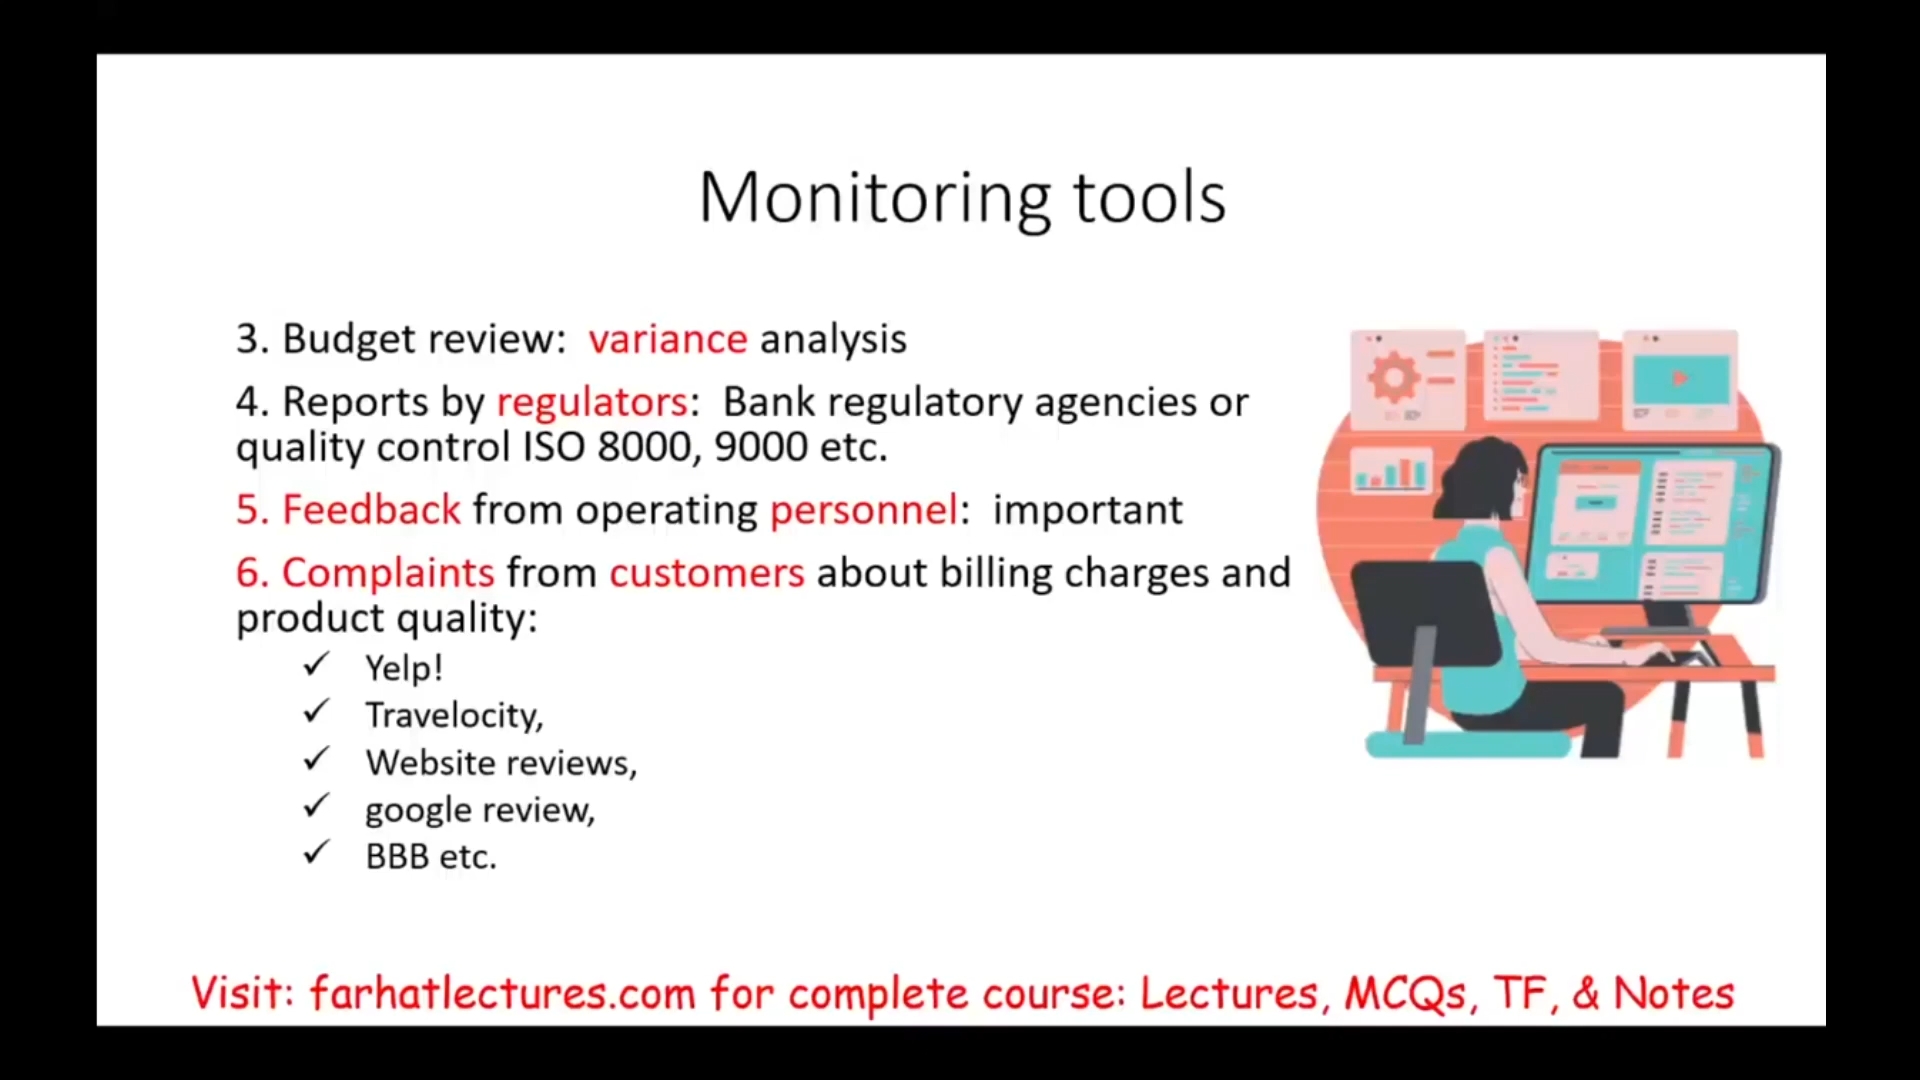 Monitoring tools
3. Budget review: variance analysis
4. Reports by regulators: Bank regulatory agencies or
quality control ISO 8000, 9000 etc.
5. Feedback from operating personnel: important
6. Complaints from customers about billing charges and
product quality:
✓ Yelp!
✓ Travelocity,
✓ Website reviews,
✓ google review,
✓ BBB etc.
Visit: farhatlectures.com for complete course: Lectures, MCQs, TF, & Notes